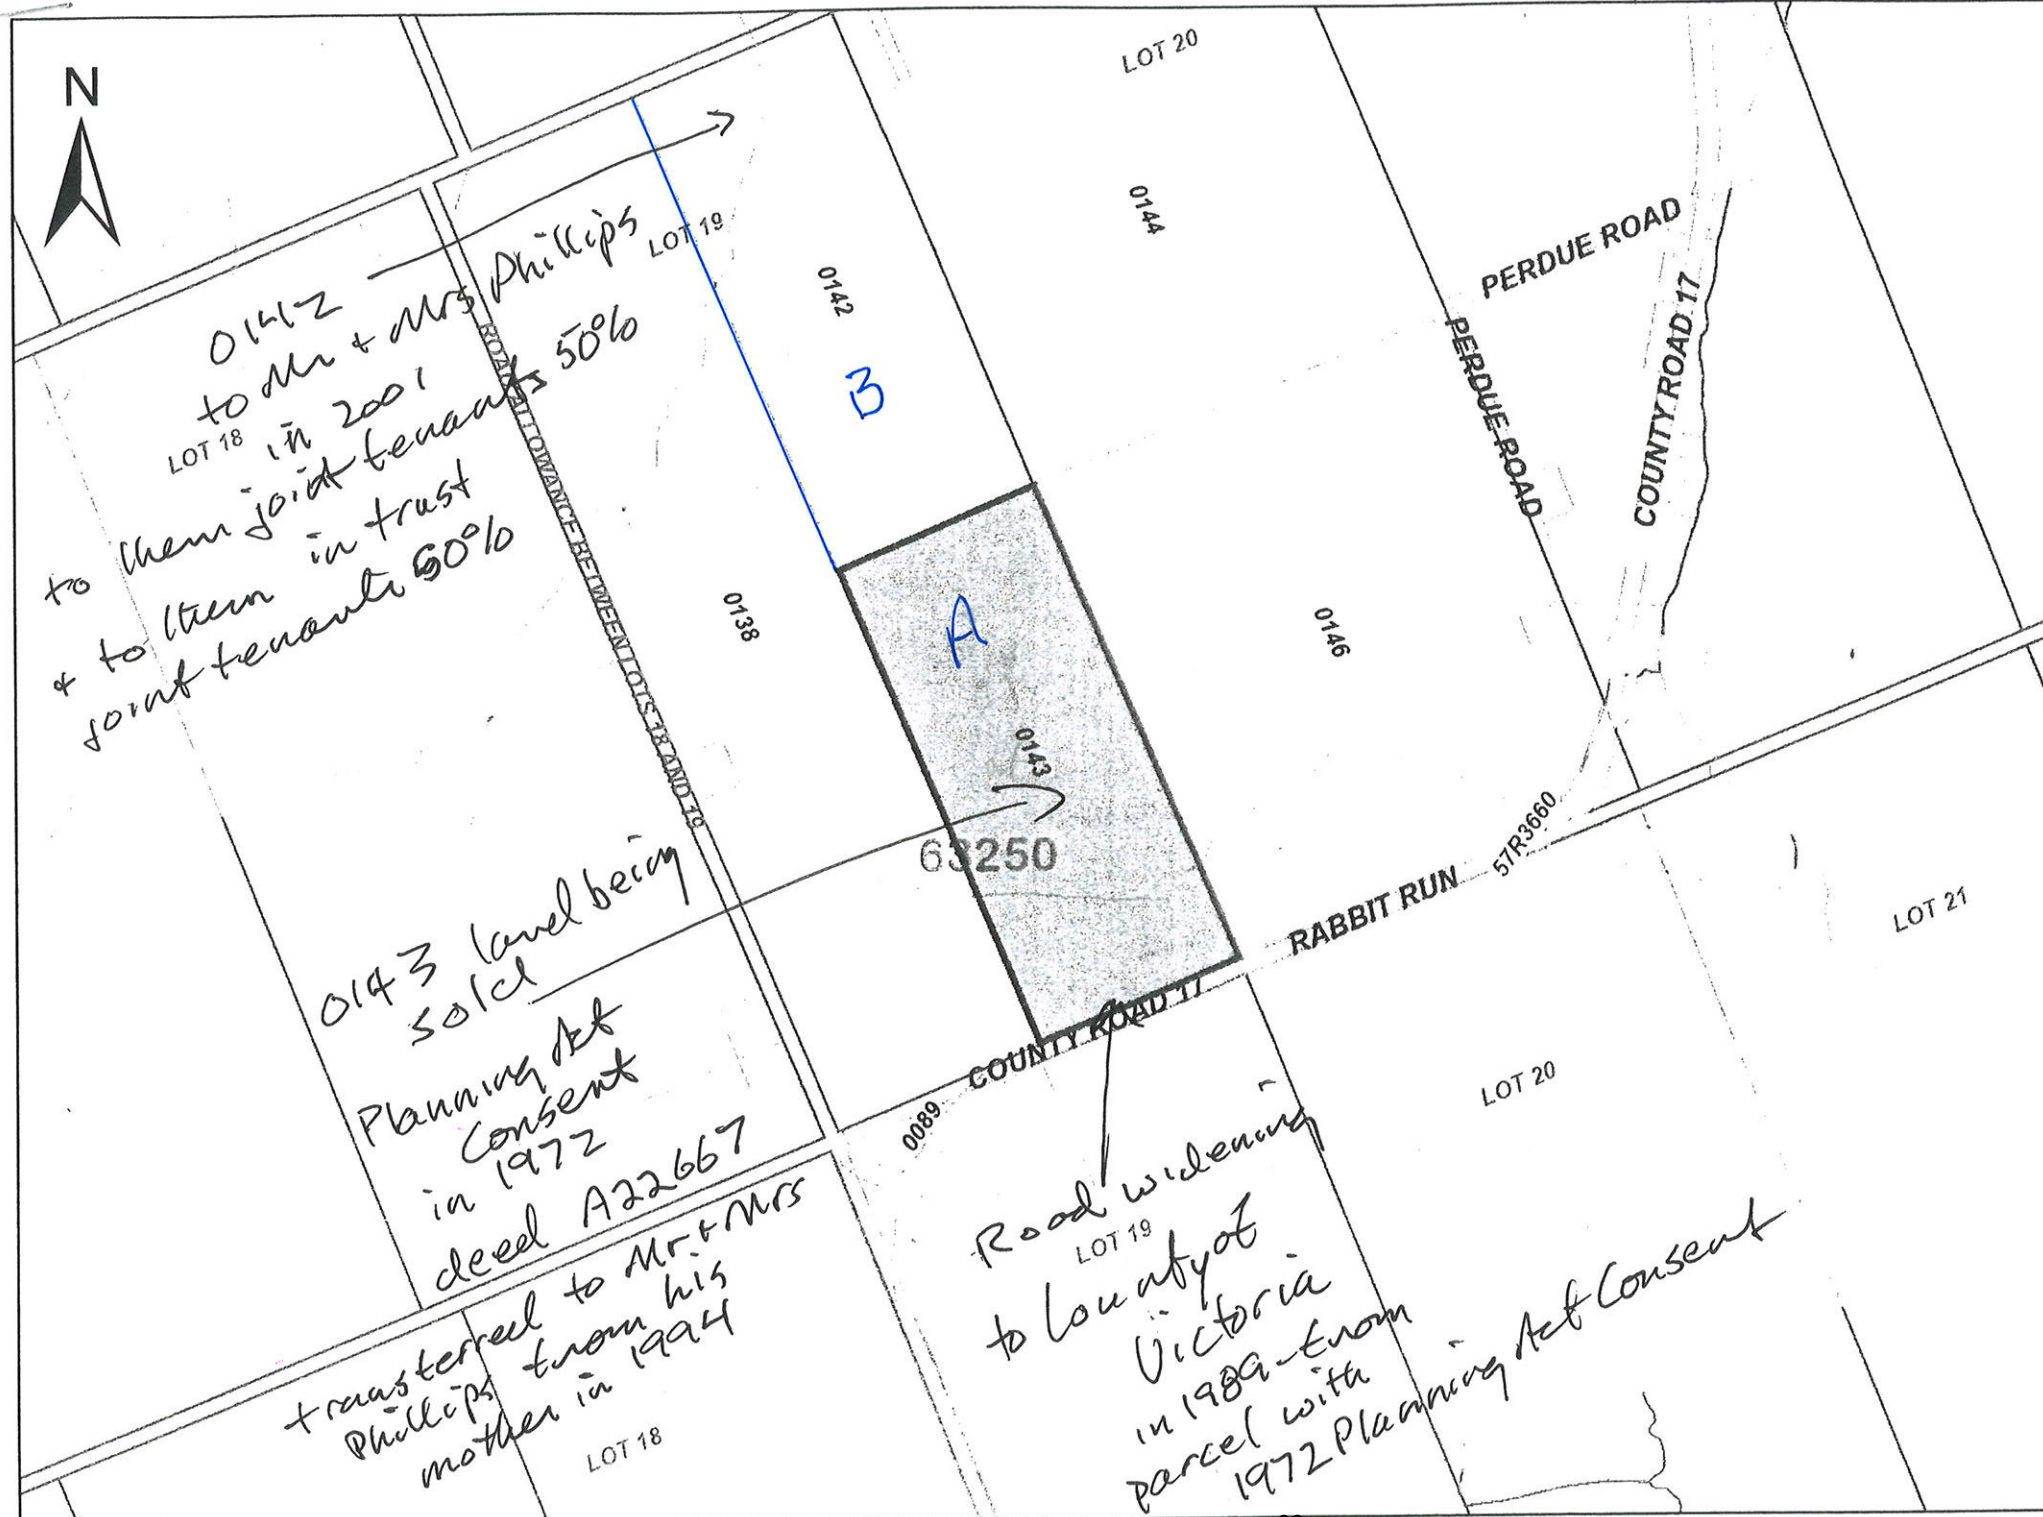 N
LOT 20
0144
PERDUE ROAD
COUNTY ROAD 17
PERDUE ROAD
LOT 19
0142
B
0142
to Mr + Mrs Phillips
in 2001
LOT 18
to them joint tenants 50%
+ to them in trust
joint tenants 50%
ROAD ALLOWANCE BETWEEN LOTS 18 AND 19
0138
A
0143
0146
63250
0143 land being
sold
Planning Act
Consent
in 1972
deed A22667
transferred to Mr. + Mrs
Phillips from his
mother in 1994
LOT 18
57R3660
RABBIT RUN
LOT 21
COUNTY ROAD 17
0089
LOT 20
Road widening
LOT 19
to County of
Victoria
in 1989 - from
parcel with
1972 Planning Act Consent